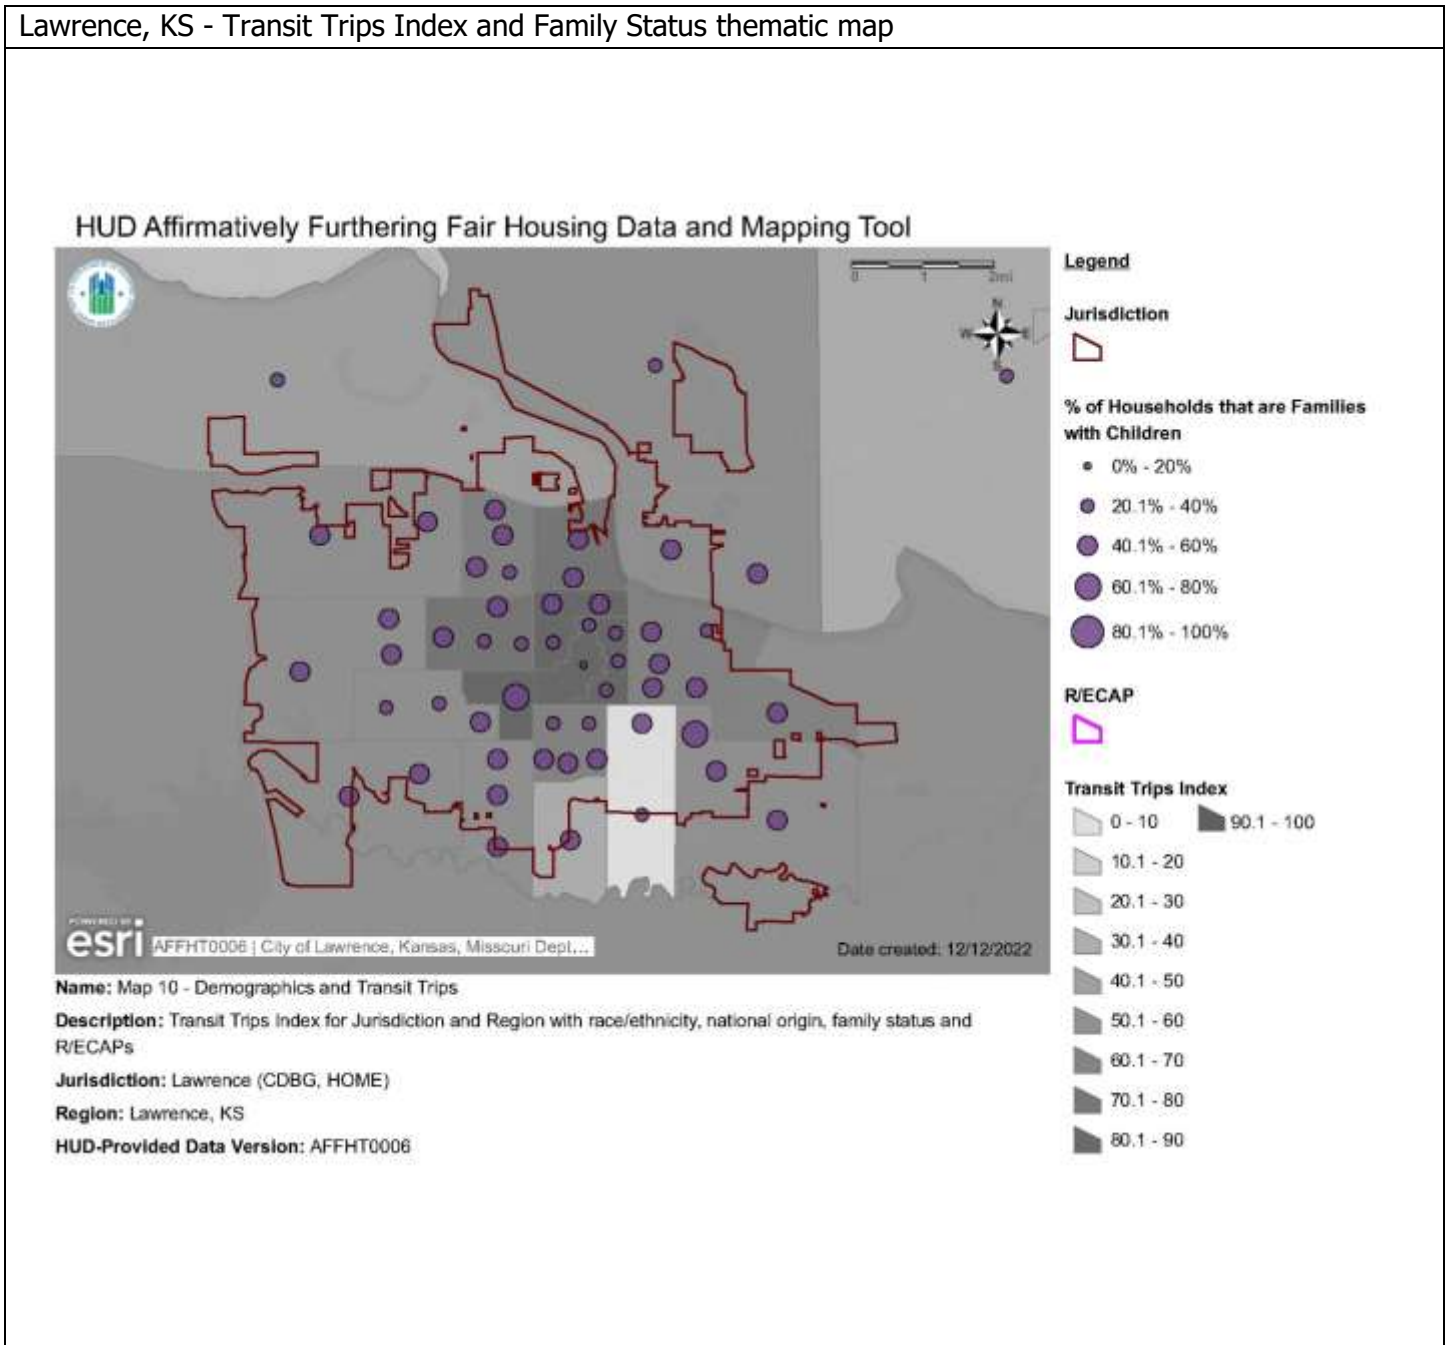 Lawrence, KS - Transit Trips Index and Family Status thematic map
HUD Affirmatively Furthering Fair Housing Data and Mapping Tool
0 1 2mi
N
W E
S
POWERED BY
esri
AFFHT0006 | City of Lawrence, Kansas, Missouri Dept...
Date created: 12/12/2022
Legend
Jurisdiction
% of Households that are Families
with Children
0% - 20%
20.1% - 40%
40.1% - 60%
60.1% - 80%
80.1% - 100%
R/ECAP
Transit Trips Index
0 - 10
90.1 - 100
10.1 - 20
20.1 - 30
30.1 - 40
40.1 - 50
50.1 - 60
60.1 - 70
70.1 - 80
80.1 - 90
Name: Map 10 - Demographics and Transit Trips
Description: Transit Trips Index for Jurisdiction and Region with race/ethnicity, national origin, family status and
R/ECAPs
Jurisdiction: Lawrence (CDBG, HOME)
Region: Lawrence, KS
HUD-Provided Data Version: AFFHT0006